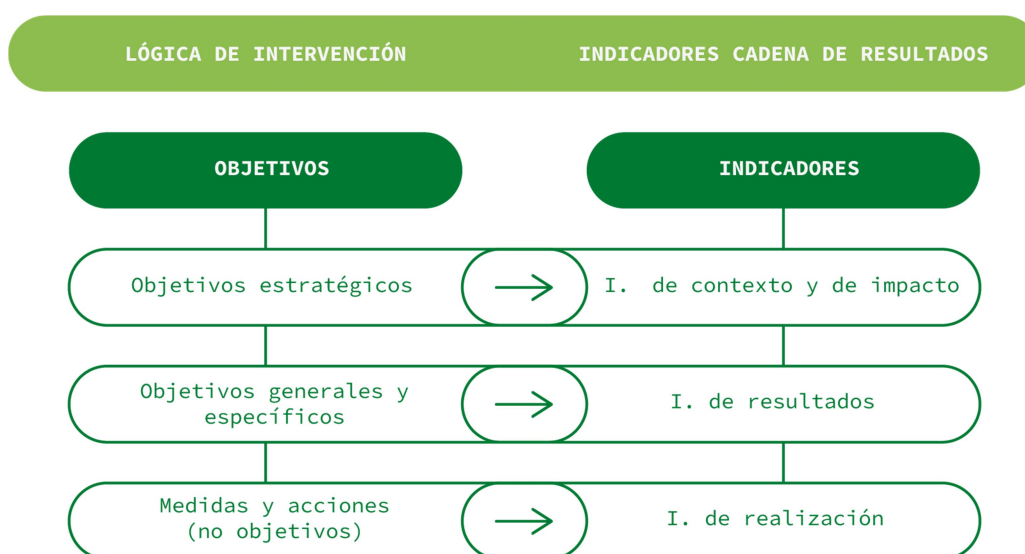 LÓGICA DE INTERVENCIÓN
INDICADORES CADENA DE RESULTADOS
OBJETIVOS
INDICADORES
Objetivos estratégicos
I. de contexto y de impacto
Objetivos generales y
específicos
I. de resultados
Medidas y acciones
(no objetivos)
I. de realización